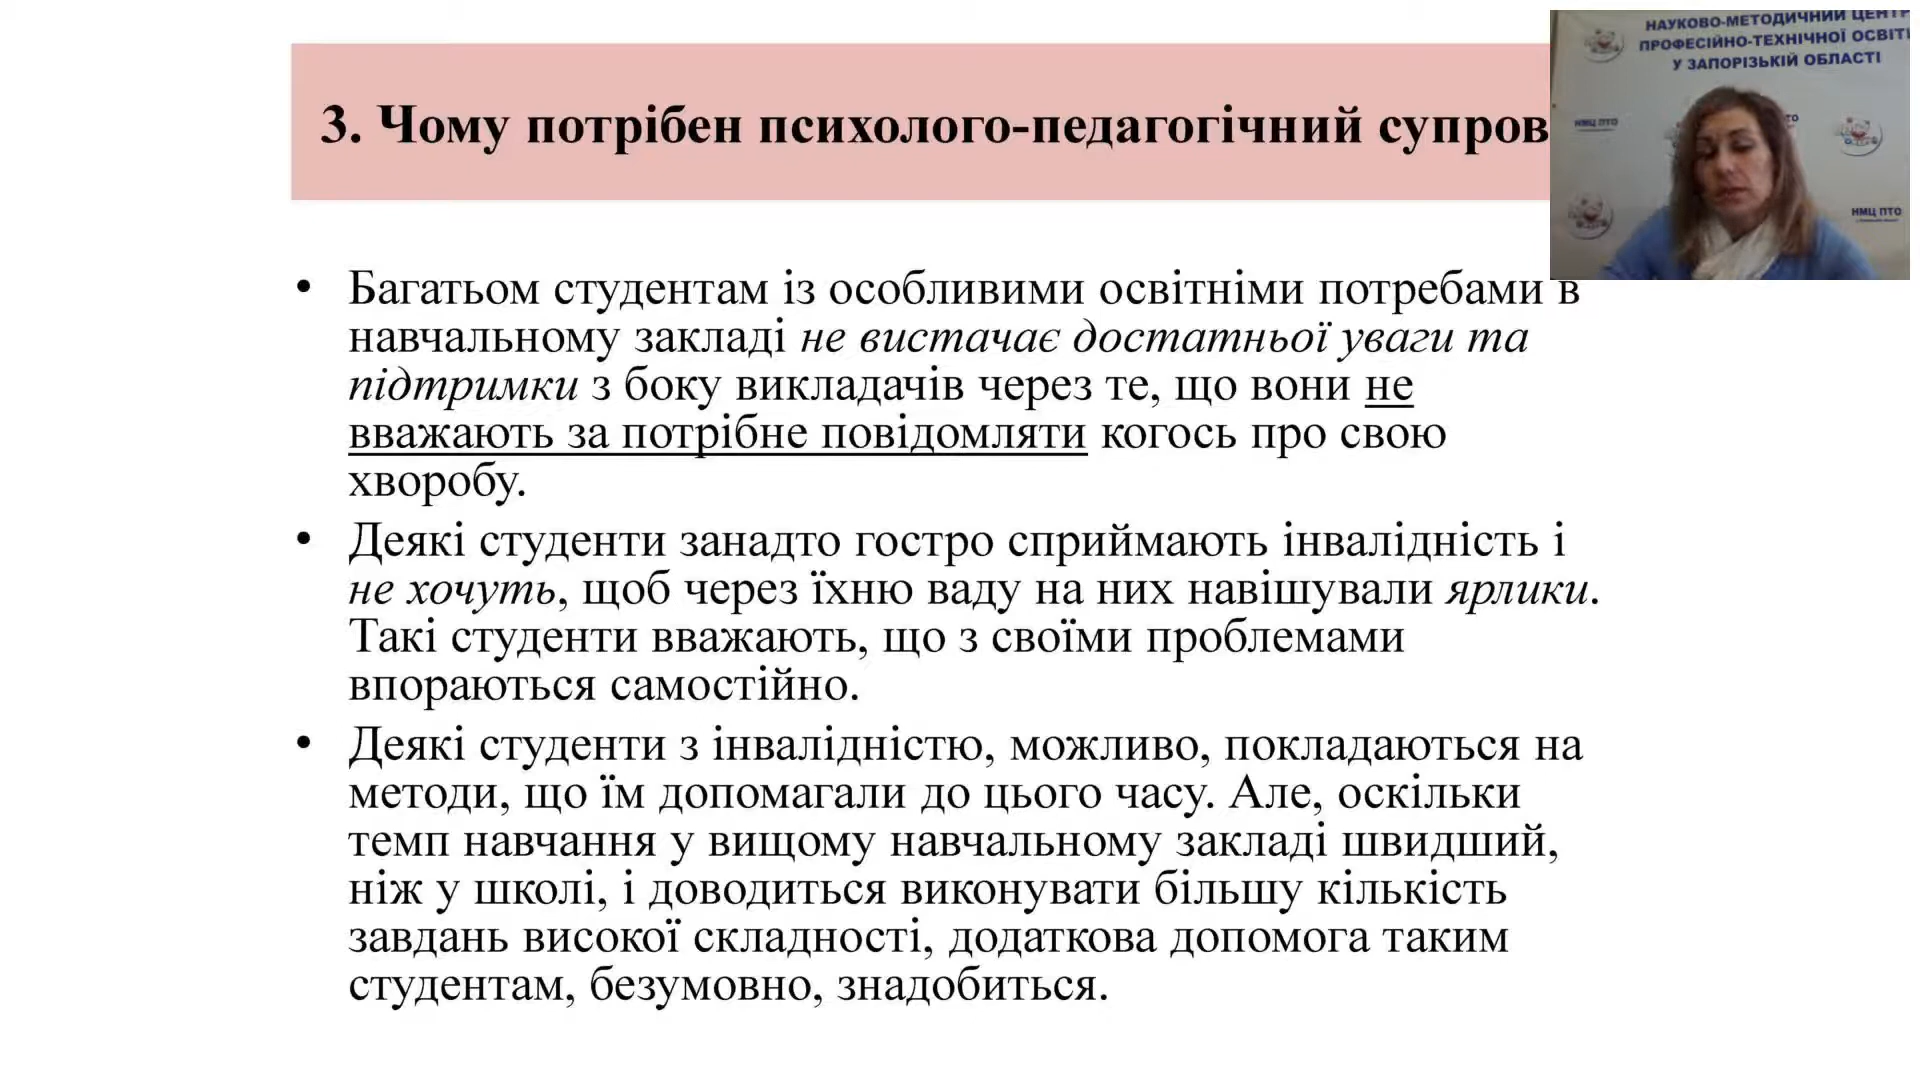 3. Чому потрібен психолого-педагогічний супров
НАУКОВО-МЕТОДИЧНИЙ ЦЕНТР
ПРОФЕСІЙНО-ТЕХНІЧНОЇ ОСВІТИ
У ЗАПОРІЗЬКІЙ ОБЛАСТІ
НМЦ ПТО
НМЦ ПТО
• Багатьом студентам із особливими освітніми потребами в
навчальному закладі не вистачає достатньої уваги та
підтримки з боку викладачів через те, що вони не
вважають за потрібне повідомляти когось про свою
хворобу.
• Деякі студенти занадто гостро сприймають інвалідність і
не хочуть, щоб через їхню ваду на них навішували ярлики.
Такі студенти вважають, що з своїми проблемами
впораються самостійно.
• Деякі студенти з інвалідністю, можливо, покладаються на
методи, що їм допомагали до цього часу. Але, оскільки
темп навчання у вищому навчальному закладі швидший,
ніж у школі, і доводиться виконувати більшу кількість
завдань високої складності, додаткова допомога таким
студентам, безумовно, знадобиться.